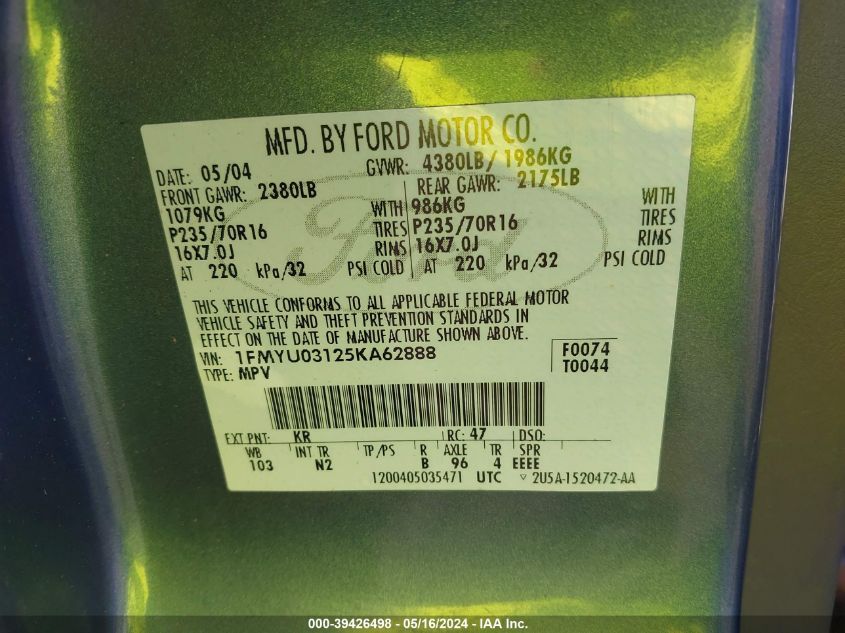 MFD. BY FORD MOTOR CO.
DATE: 05/04 GVWR: 4380LB/ 1986KG
FRONT GAWR: 2380LB REAR GAWR: 2175LB
1079KG WITH 986KG WITH
P235/70R16 TIRES P235/70R16 TIRES
16X7.0J RIMS 16X7.0J RIMS
AT 220 kPa/32 PSI COLD AT 220 kPa/32 PSI COLD
Ford
THIS VEHICLE CONFORMS TO ALL APPLICABLE FEDERAL MOTOR
VEHICLE SAFETY AND THEFT PREVENTION STANDARDS IN
EFFECT ON THE DATE OF MANUFACTURE SHOWN ABOVE.
VIN: 1FMYU03125KA62888 F0074
TYPE: MPV T0044
EXT PNT: KR RC: 47 DSO:
WB INT TR TP/PS R AXLE TR SPR
103 N2 B 96 4 EEEE
1200405035471 UTC ▽ 2U5A-1520472-AA
000-39426498 - 05/16/2024 - IAA Inc.